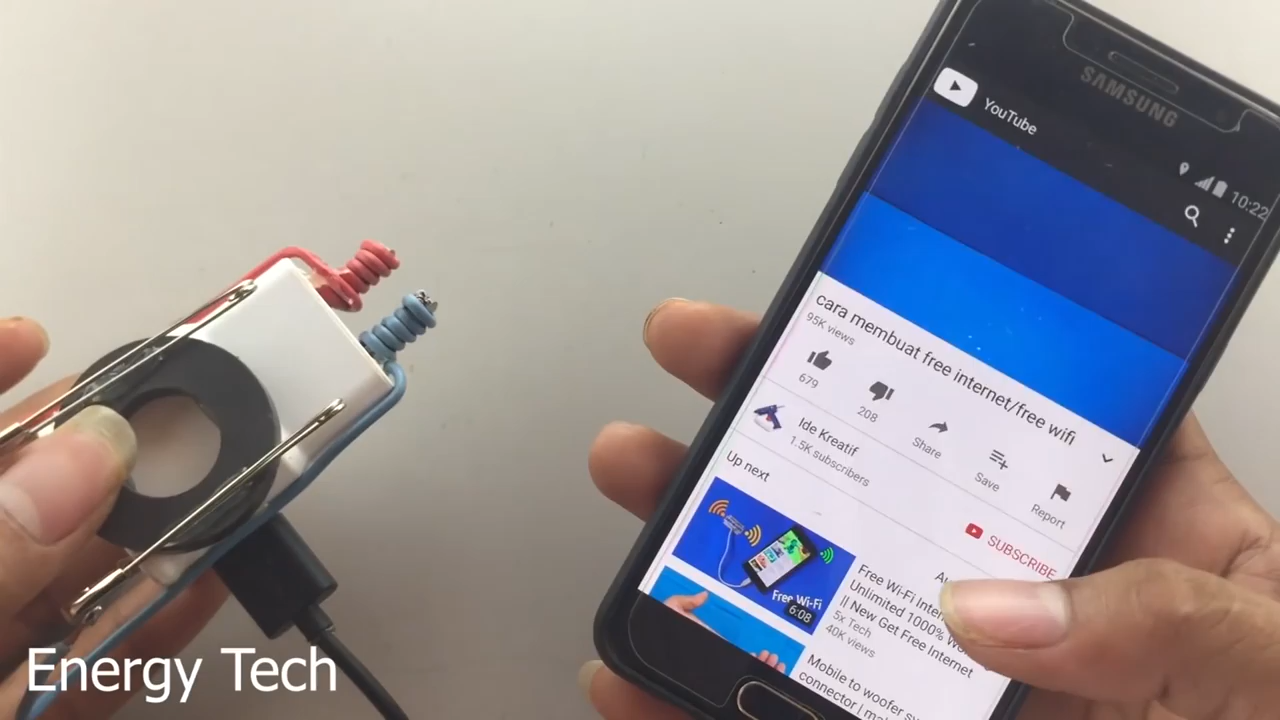 SAMSUNG
YouTube
10:22
cara membuat free internet/free wifi
95K views
679
208
Share
Save
Report
Ide Kreatif
1.5K subscribers
SUBSCRIBE
Up next
Free Wi-Fi
6:08
Free Wi-Fi
Unlimited 1000%
|| New Get Free Internet
5x Tech
40K views
Mobile to woofer
connector |
Energy Tech